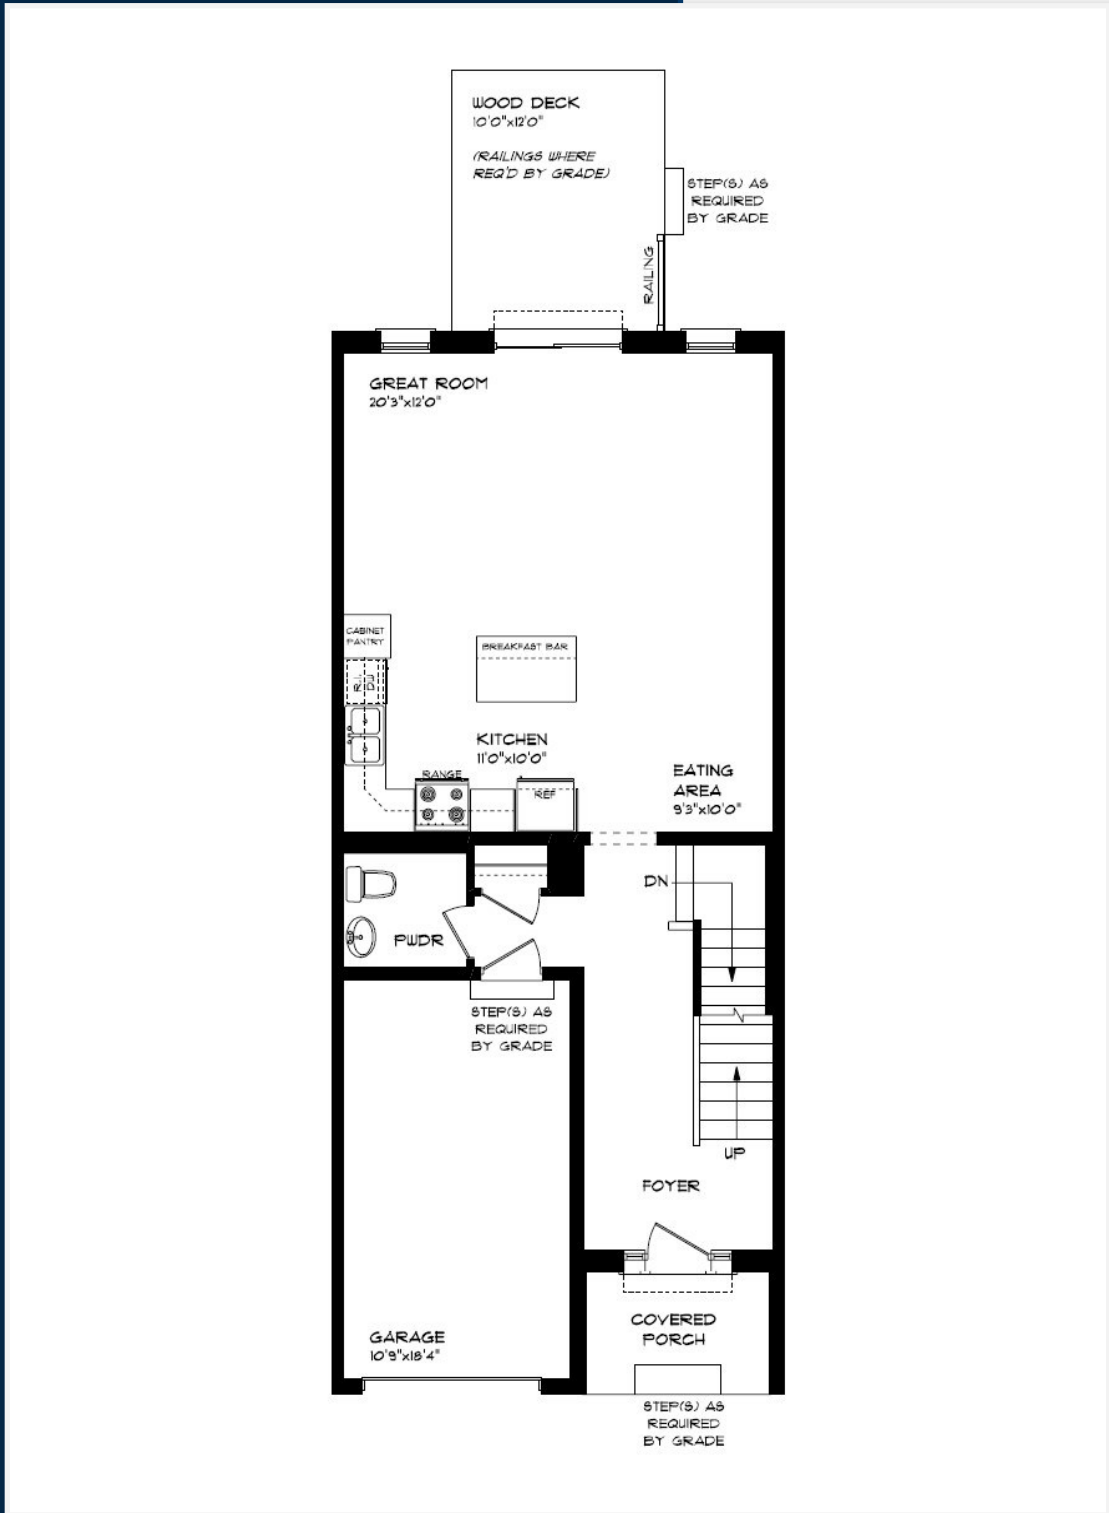 WOOD DECK
10'0"x12'0"
(RAILINGS WHERE
REQ'D BY GRADE)
STEP(S) AS
REQUIRED
BY GRADE
RAILING
GREAT ROOM
20'3"x12'0"
CABINET
PANTRY
R.I.
DW
BREAKFAST BAR
KITCHEN
11'0"x10'0"
RANGE
REF
EATING
AREA
9'3"x10'0"
DN
PWDR
STEP(S) AS
REQUIRED
BY GRADE
UP
FOYER
COVERED
PORCH
GARAGE
10'9"x18'4"
STEP(S) AS
REQUIRED
BY GRADE